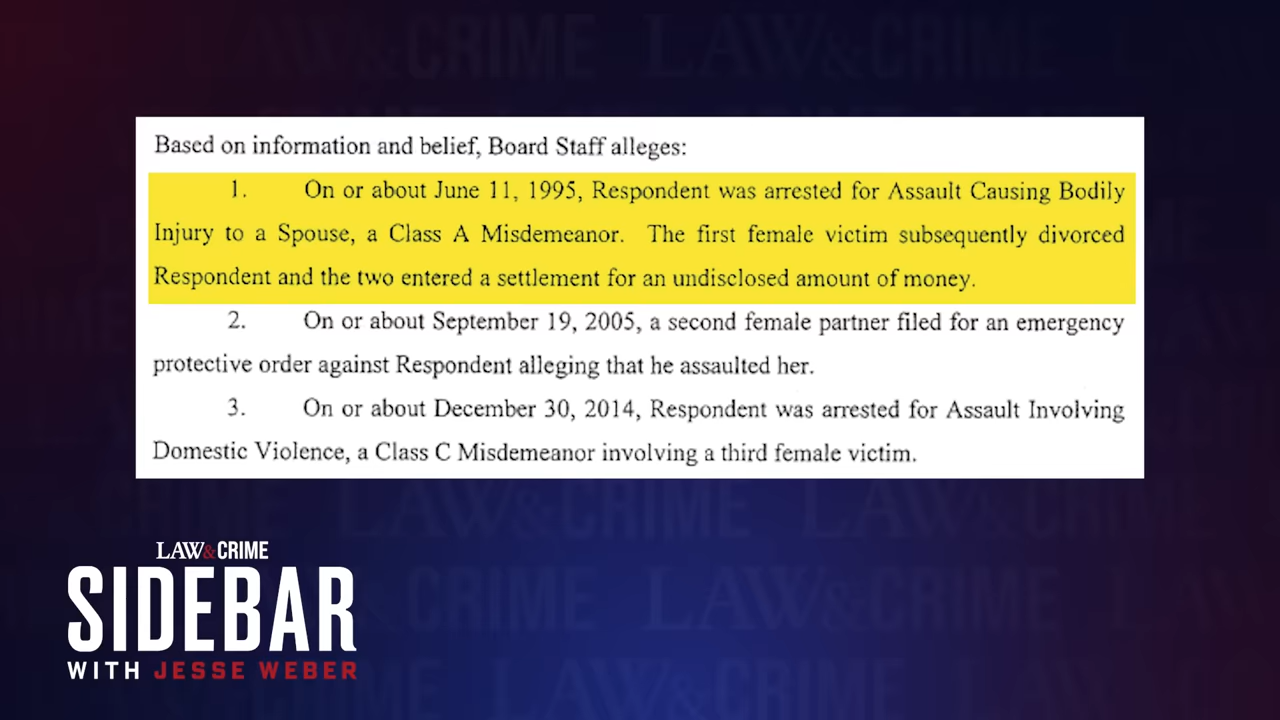 Based on information and belief, Board Staff alleges:
1. On or about June 11, 1995, Respondent was arrested for Assault Causing Bodily
Injury to a Spouse, a Class A Misdemeanor. The first female victim subsequently divorced
Respondent and the two entered a settlement for an undisclosed amount of money.
2. On or about September 19, 2005, a second female partner filed for an emergency
protective order against Respondent alleging that he assaulted her.
3. On or about December 30, 2014, Respondent was arrested for Assault Involving
Domestic Violence, a Class C Misdemeanor involving a third female victim.
LAW&CRIME
SIDEBAR
WITH JESSE WEBER